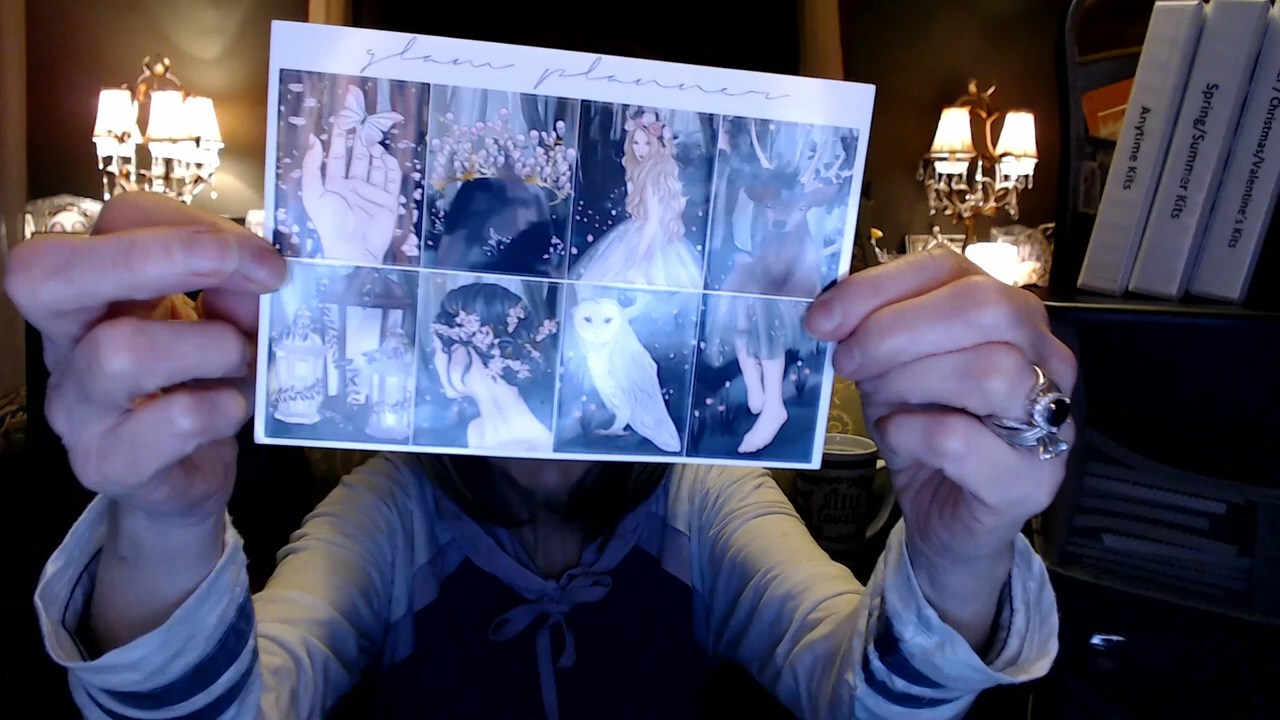 glam planner
Anytime Kits
Spring/Summer Kits
/ Christmas/Valentine's Kits